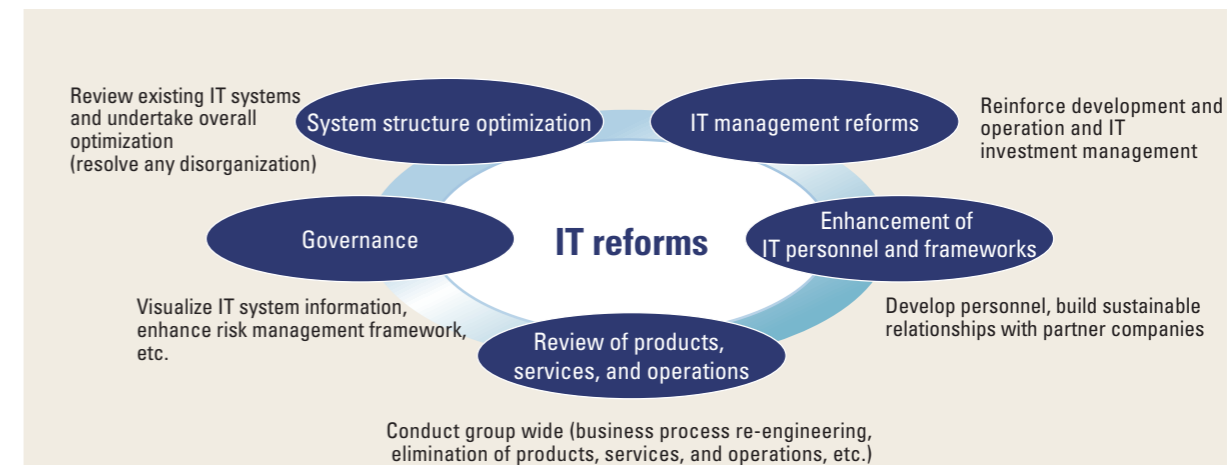 Review existing IT systems
and undertake overall
optimization
(resolve any disorganization)
System structure optimization
IT management reforms
Reinforce development and
operation and IT
investment management
Governance
IT reforms
Enhancement of
IT personnel and frameworks
Visualize IT system information,
enhance risk management framework,
etc.
Develop personnel, build sustainable
relationships with partner companies
Review of products,
services, and operations
Conduct group wide (business process re-engineering,
elimination of products, services, and operations, etc.)